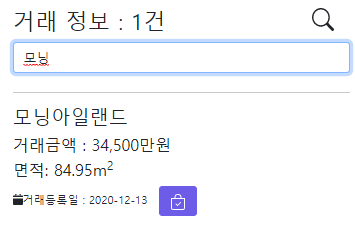 거래 정보 : 1건
모닝
모닝아일랜드
거래금액 : 34,500만원
면적: 84.95m²
거래등록일 : 2020-12-13